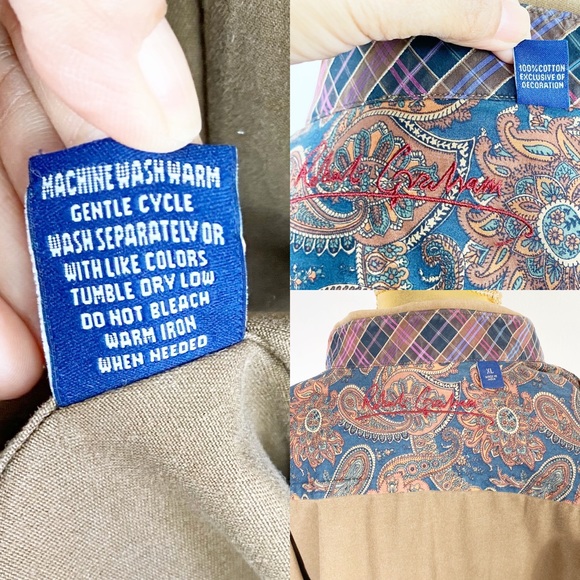 MACHINE WASH WARM
GENTLE CYCLE
WASH SEPARATELY OR
WITH LIKE COLORS
TUMBLE DRY LOW
DO NOT BLEACH
WARM IRON
WHEN NEEDED
100% COTTON
EXCLUSIVE OF
DECORATION
Robert Graham
Robert Graham
XL